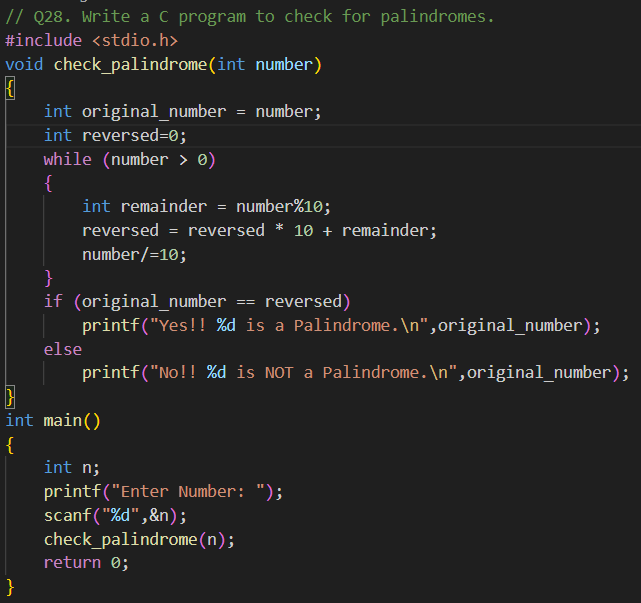 // Q28. Write a C program to check for palindromes.
#include <stdio.h>
void check_palindrome(int number)
{
    int original_number = number;
    int reversed=0;
    while (number > 0)
    {
        int remainder = number%10;
        reversed = reversed * 10 + remainder;
        number/=10;
    }
    if (original_number == reversed)
        printf("Yes!! %d is a Palindrome.\n",original_number);
    else
        printf("No!! %d is NOT a Palindrome.\n",original_number);
}
int main()
{
    int n;
    printf("Enter Number: ");
    scanf("%d",&n);
    check_palindrome(n);
    return 0;
}